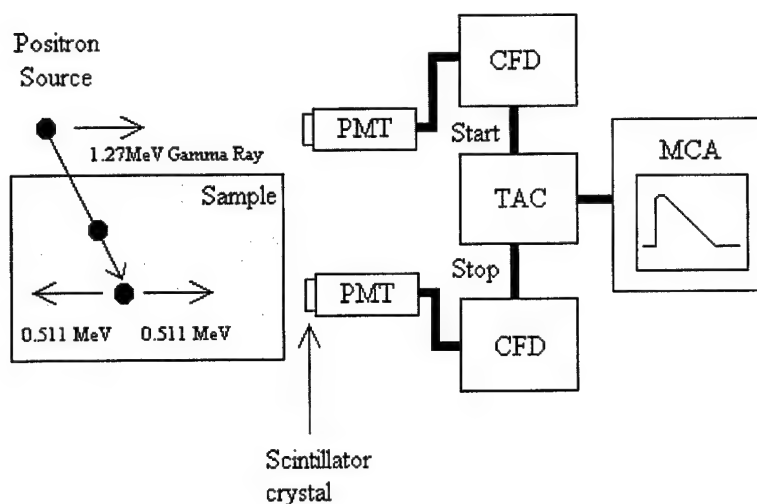 Positron
Source
1.27MeV Gamma Ray
Sample
0.511 MeV
0.511 MeV
PMT
PMT
Scintillator
crystal
CFD
Start
TAC
Stop
CFD
MCA